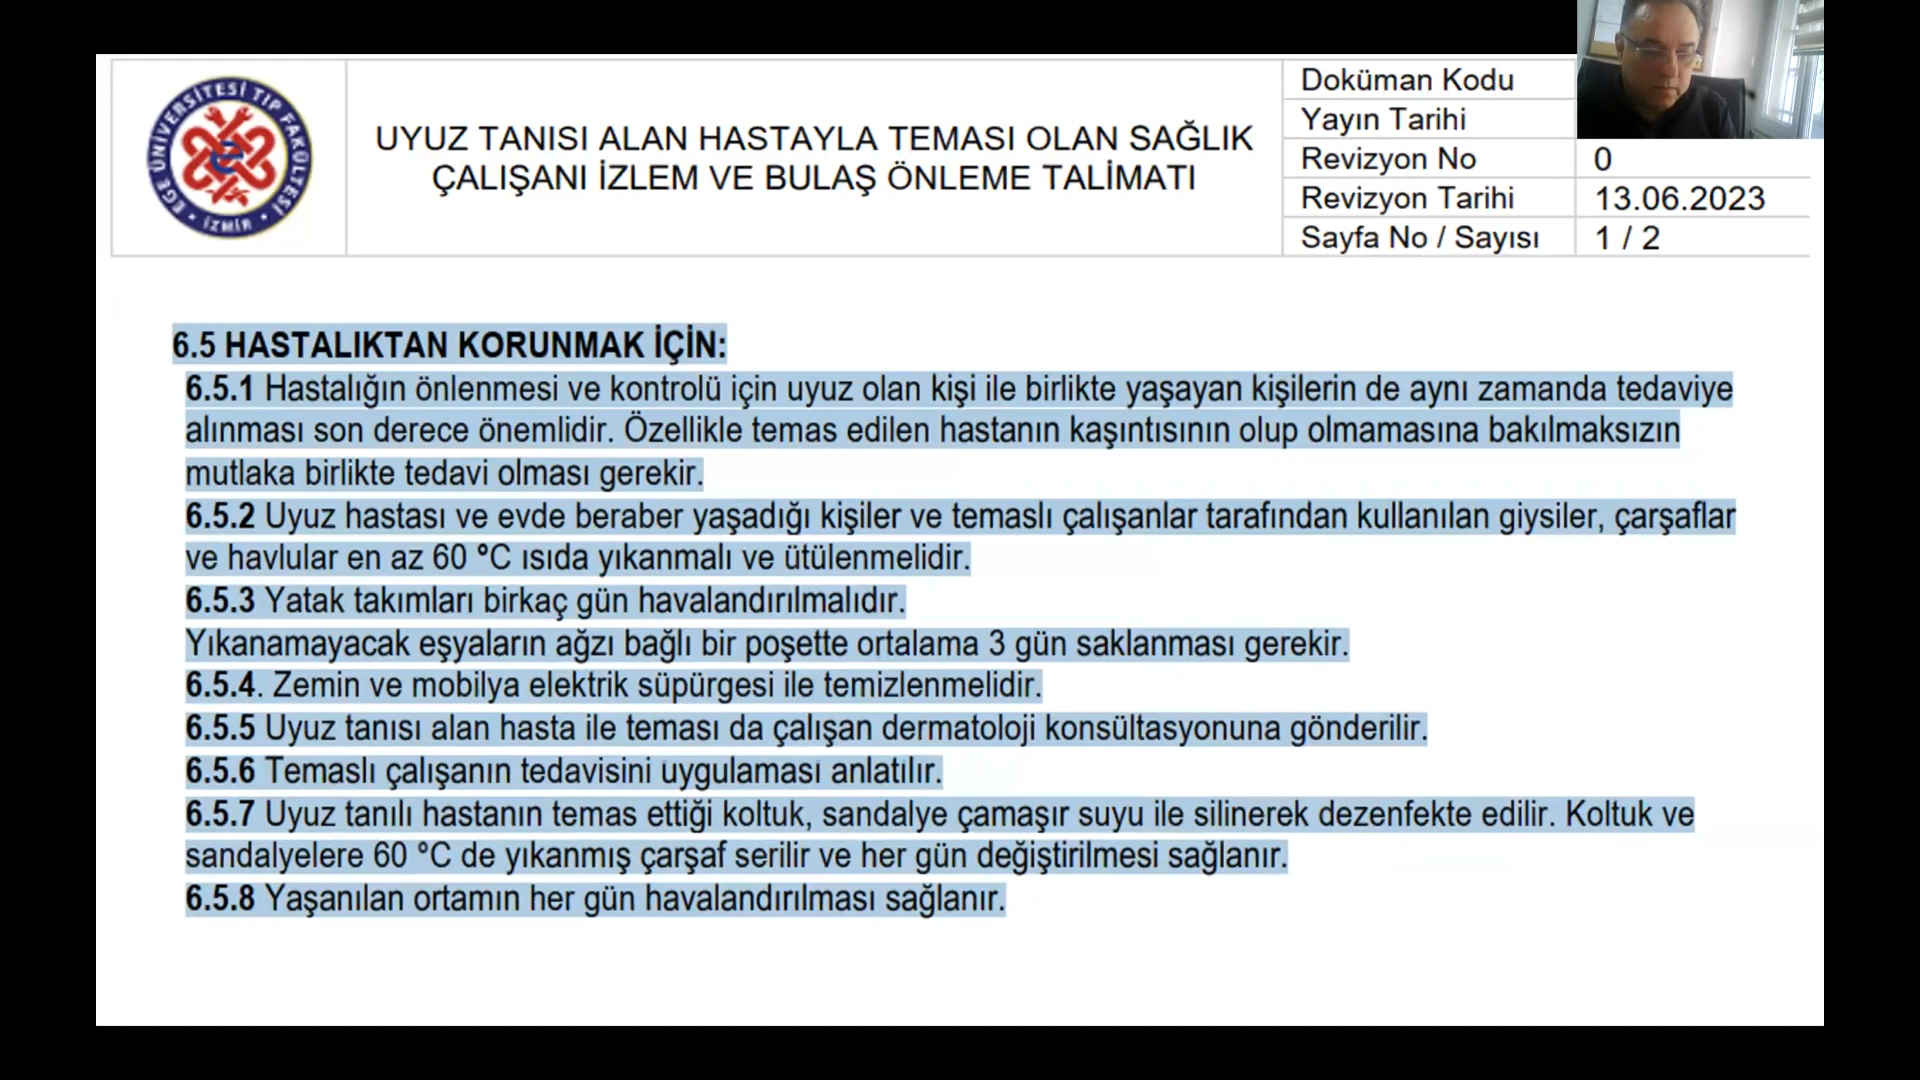 EGE ÜNİVERSİTESİ TIP FAKÜLTESİ
İZMİR
UYUZ TANISI ALAN HASTAYLA TEMASI OLAN SAĞLIK
ÇALIŞANI İZLEM VE BULAŞ ÖNLEME TALİMATI
Doküman Kodu
Yayın Tarihi
Revizyon No 0
Revizyon Tarihi 13.06.2023
Sayfa No / Sayısı 1 / 2
6.5 HASTALIKTAN KORUNMAK İÇİN:
6.5.1 Hastalığın önlenmesi ve kontrolü için uyuz olan kişi ile birlikte yaşayan kişilerin de aynı zamanda tedaviye
alınması son derece önemlidir. Özellikle temas edilen hastanın kaşıntısının olup olmamasına bakılmaksızın
mutlaka birlikte tedavi olması gerekir.
6.5.2 Uyuz hastası ve evde beraber yaşadığı kişiler ve temaslı çalışanlar tarafından kullanılan giysiler, çarşaflar
ve havlular en az 60 °C ısıda yıkanmalı ve ütülenmelidir.
6.5.3 Yatak takımları birkaç gün havalandırılmalıdır.
Yıkanamayacak eşyaların ağzı bağlı bir poşette ortalama 3 gün saklanması gerekir.
6.5.4. Zemin ve mobilya elektrik süpürgesi ile temizlenmelidir.
6.5.5 Uyuz tanısı alan hasta ile teması da çalışan dermatoloji konsültasyonuna gönderilir.
6.5.6 Temaslı çalışanın tedavisini uygulaması anlatılır.
6.5.7 Uyuz tanılı hastanın temas ettiği koltuk, sandalye çamaşır suyu ile silinerek dezenfekte edilir. Koltuk ve
sandalyelere 60 °C de yıkanmış çarşaf serilir ve her gün değiştirilmesi sağlanır.
6.5.8 Yaşanılan ortamın her gün havalandırılması sağlanır.